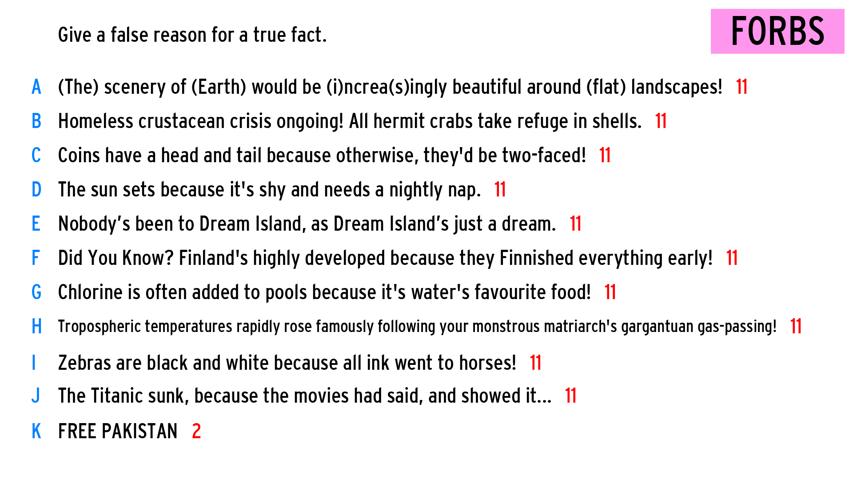 Give a false reason for a true fact.
FORBS
A (The) scenery of (Earth) would be (i)ncrea(s)ingly beautiful around (flat) landscapes! 11
B Homeless crustacean crisis ongoing! All hermit crabs take refuge in shells. 11
C Coins have a head and tail because otherwise, they'd be two-faced! 11
D The sun sets because it's shy and needs a nightly nap. 11
E Nobody's been to Dream Island, as Dream Island's just a dream. 11
F Did You Know? Finland's highly developed because they Finnished everything early! 11
G Chlorine is often added to pools because it's water's favourite food! 11
H Tropospheric temperatures rapidly rose famously following your monstrous matriarch's gargantuan gas-passing! 11
I Zebras are black and white because all ink went to horses! 11
J The Titanic sunk, because the movies had said, and showed it... 11
K FREE PAKISTAN 2